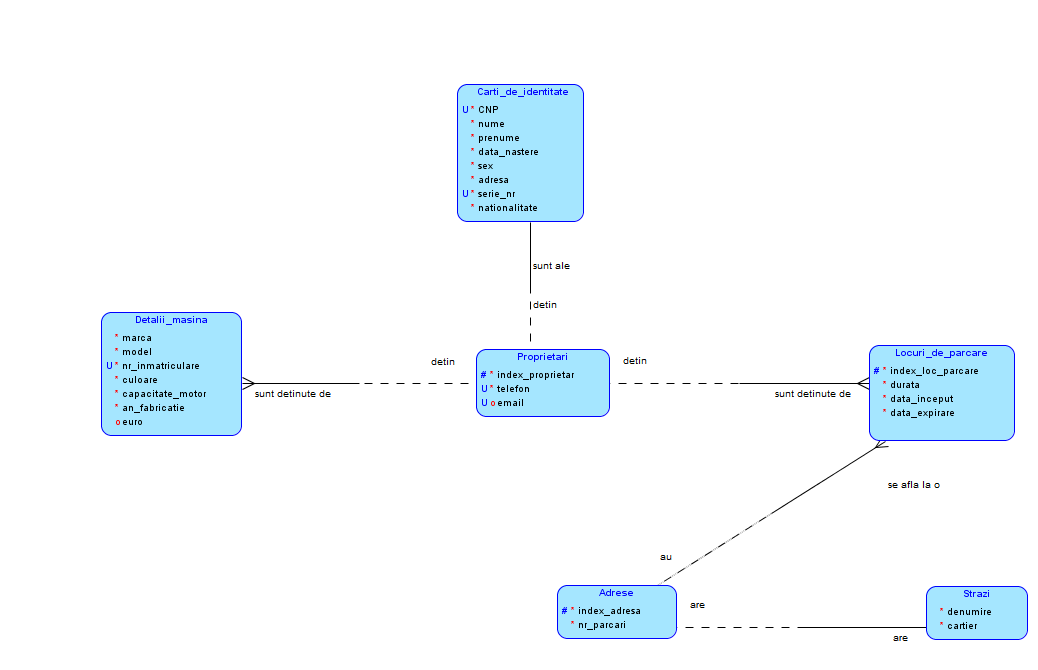 Carti_de_identitate
U * CNP
* nume
* prenume
* data_nastere
* sex
* adresa
U * serie_nr
* nationalitate
sunt ale
detin
Detalii_masina
* marca
* model
U * nr_inmatriculare
* culoare
* capacitate_motor
* an_fabricatie
o euro
detin
sunt detinute de
Proprietari
# * index_proprietar
U * telefon
U o email
detin
sunt detinute de
Locuri_de_parcare
# * index_loc_parcare
* durata
* data_inceput
* data_expirare
se afla la o
au
Adrese
# * index_adresa
* nr_parcari
are
are
Strazi
* denumire
* cartier